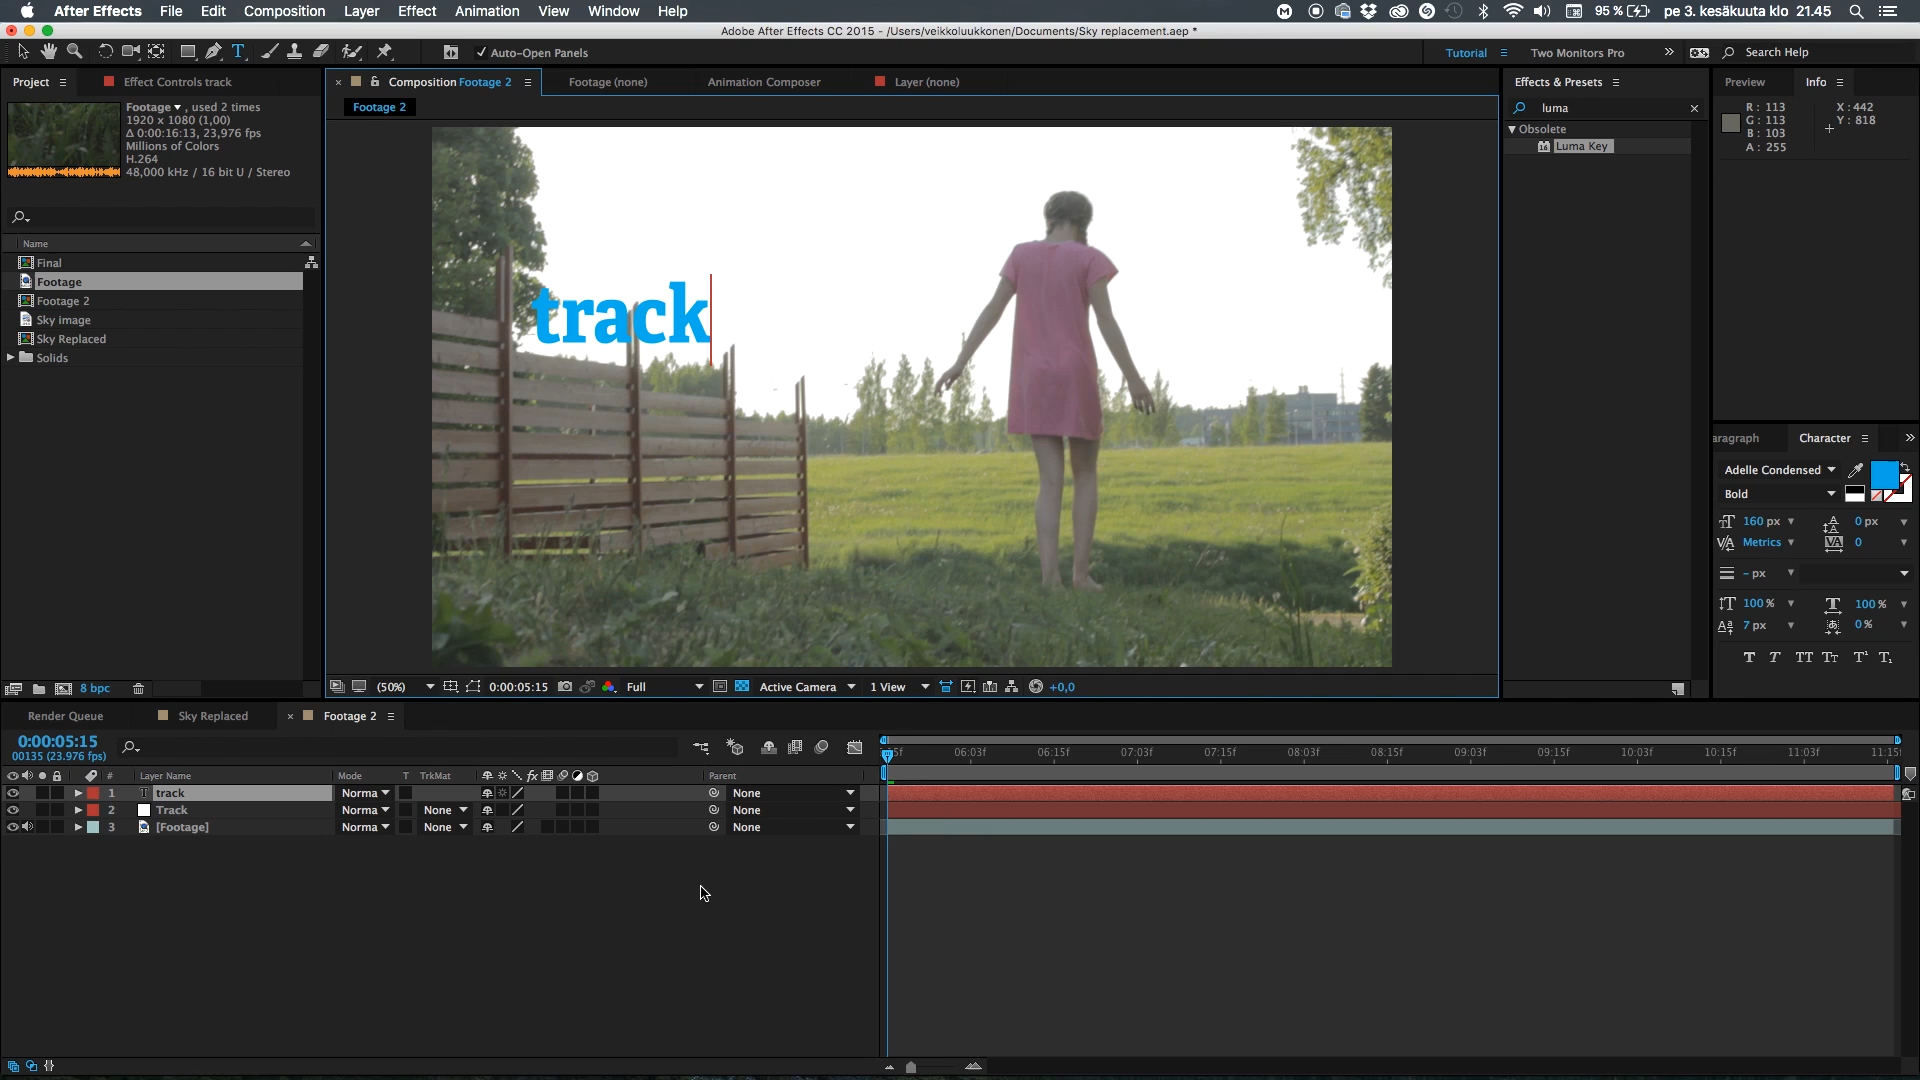 After Effects File Edit Composition Layer Effect Animation View Window Help 95 % pe 3. kesäkuuta klo 21.45
Adobe After Effects CC 2015 - /Users/veikkoluukkonen/Documents/Sky replacement.aep *
Auto-Open Panels Tutorial Two Monitors Pro Search Help
Project Effect Controls track Composition Footage 2 Footage (none) Animation Composer Layer (none) Effects & Presets Preview Info
Footage , used 2 times
1920 x 1080 (1,00)
Δ 0:00:16:13, 23,976 fps)
Millions of Colors
H.264
48,000 kHz / 16 bit U / Stereo
Footage 2
luma
Obsolete
Luma Key
R: 113
G: 113
B: 103
A: 255
X: 442
Y: 818
Name
Final
Footage
Footage 2
Sky image
Sky Replaced
Solids
track
aragraph Character
Adelle Condensed
Bold
160 px 0 px
Metrics 0
- px
100 % 100 %
7 px 0 %
T T TT Tr T¹ T₁
8 bpc (50%) 0:00:05:15 Full Active Camera 1 View +0,0
Render Queue Sky Replaced Footage 2
0:00:05:15
00135 (23.976 fps)
:15f 06:03f 06:15f 07:03f 07:15f 08:03f 08:15f 09:03f 09:15f 10:03f 10:15f 11:03f 11:15f
# Layer Name Mode T TrkMat fx Parent
1 T track Norma None
2 Track Norma None None
3 [Footage] Norma None None